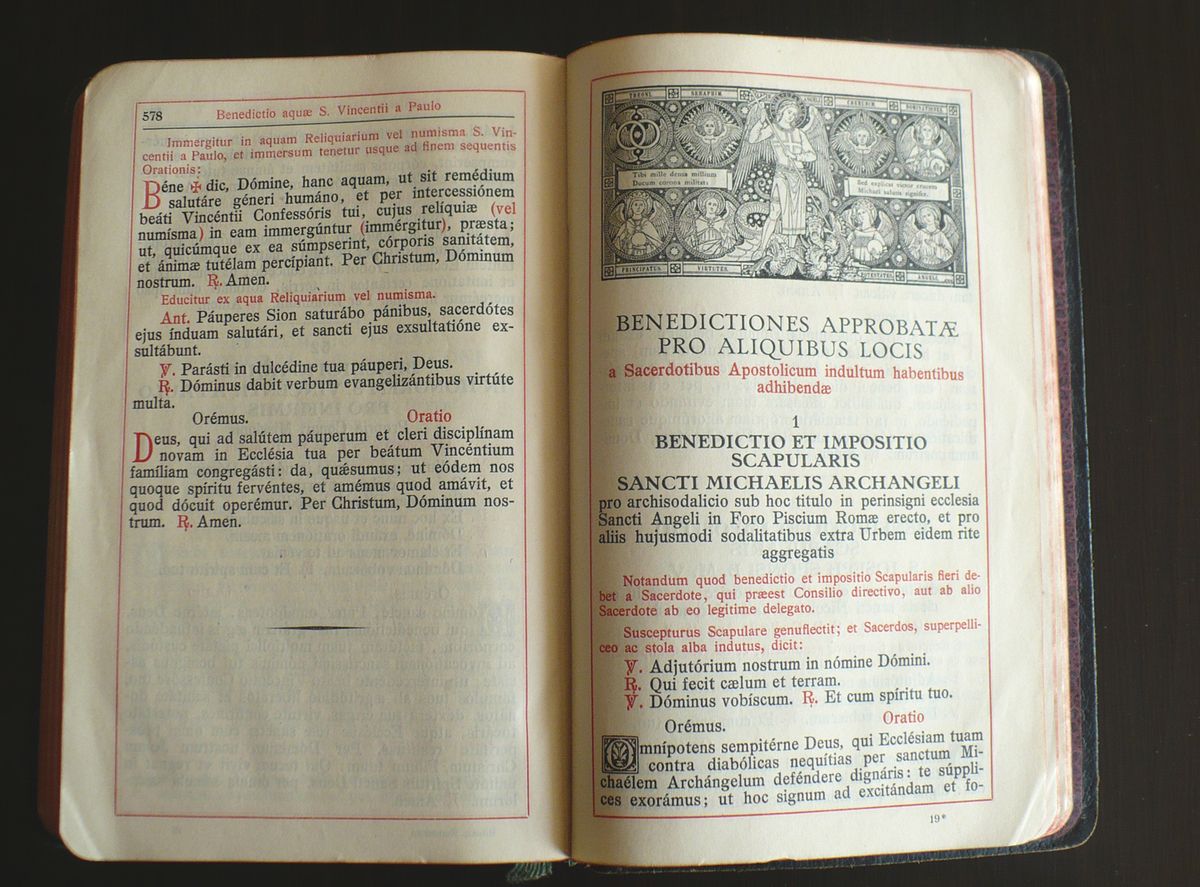 578 Benedictio aquæ S. Vincentii a Paulo
Immergitur in aquam Reliquiarium vel numisma S. Vin-
centii a Paulo, et immersum tenetur usque ad finem sequentis
Orationis:
Béne ✠ dic, Dómine, hanc aquam, ut sit remédium
salutáre géneri humáno, et per intercessiónem
beáti Vincéntii Confessóris tui, cujus relíquiæ (vel
numísma) in eam immergúntur (immérgitur), præsta;
ut, quicúmque ex ea súmpserint, córporis sanitátem,
et ánimæ tutélam percípiant. Per Christum, Dóminum
nostrum. ℟. Amen.
Educitur ex aqua Reliquiarium vel numisma.
Ant. Páuperes Sion saturábo pánibus, sacerdótes
ejus índuam salutári, et sancti ejus exsultatióne ex-
sultábunt.
℣. Parásti in dulcédine tua páuperi, Deus.
℟. Dóminus dabit verbum evangelizántibus virtúte
multa.
Orémus. Oratio
Deus, qui ad salútem páuperum et cleri disciplínam
novam in Ecclésia tua per beátum Vincéntium
famíliam congregásti: da, quǽsumus; ut eódem nos
quoque spíritu fervéntes, et amémus quod amávit, et
quod dócuit operémur. Per Christum, Dóminum nos-
trum. ℟. Amen.
THRONI. SERAPHIM. CHERUBIM. DOMINATIONES.
Tibi mille densa millium
Ducum corona militat:
Sed explicat victor crucem
Michael salutis signifer.
PRINCIPATUS. VIRTUTES. POTESTATES. ANGELI.
BENEDICTIONES APPROBATÆ
PRO ALIQUIBUS LOCIS
a Sacerdotibus Apostolicum indultum habentibus
adhibendæ
1
BENEDICTIO ET IMPOSITIO
SCAPULARIS
SANCTI MICHAELIS ARCHANGELI
pro archisodalicio sub hoc titulo in perinsigni ecclesia
Sancti Angeli in Foro Piscium Romæ erecto, et pro
aliis hujusmodi sodalitatibus extra Urbem eidem rite
aggregatis
Notandum quod benedictio et impositio Scapularis fieri de-
bet a Sacerdote, qui præest Consilio directivo, aut ab alio
Sacerdote ab eo legitime delegato.
Suscepturus Scapulare genuflectit; et Sacerdos, superpelli-
ceo ac stola alba indutus, dicit:
℣. Adjutórium nostrum in nómine Dómini.
℟. Qui fecit cælum et terram.
℣. Dóminus vobíscum. ℟. Et cum spíritu tuo.
Orémus. Oratio
Omnípotens sempitérne Deus, qui Ecclésiam tuam
contra diabólicas nequítias per sanctum Mi-
chaélem Archángelum deféndere dignáris: te súppli-
ces exorámus; ut hoc signum ad excitándam et fo-
19*